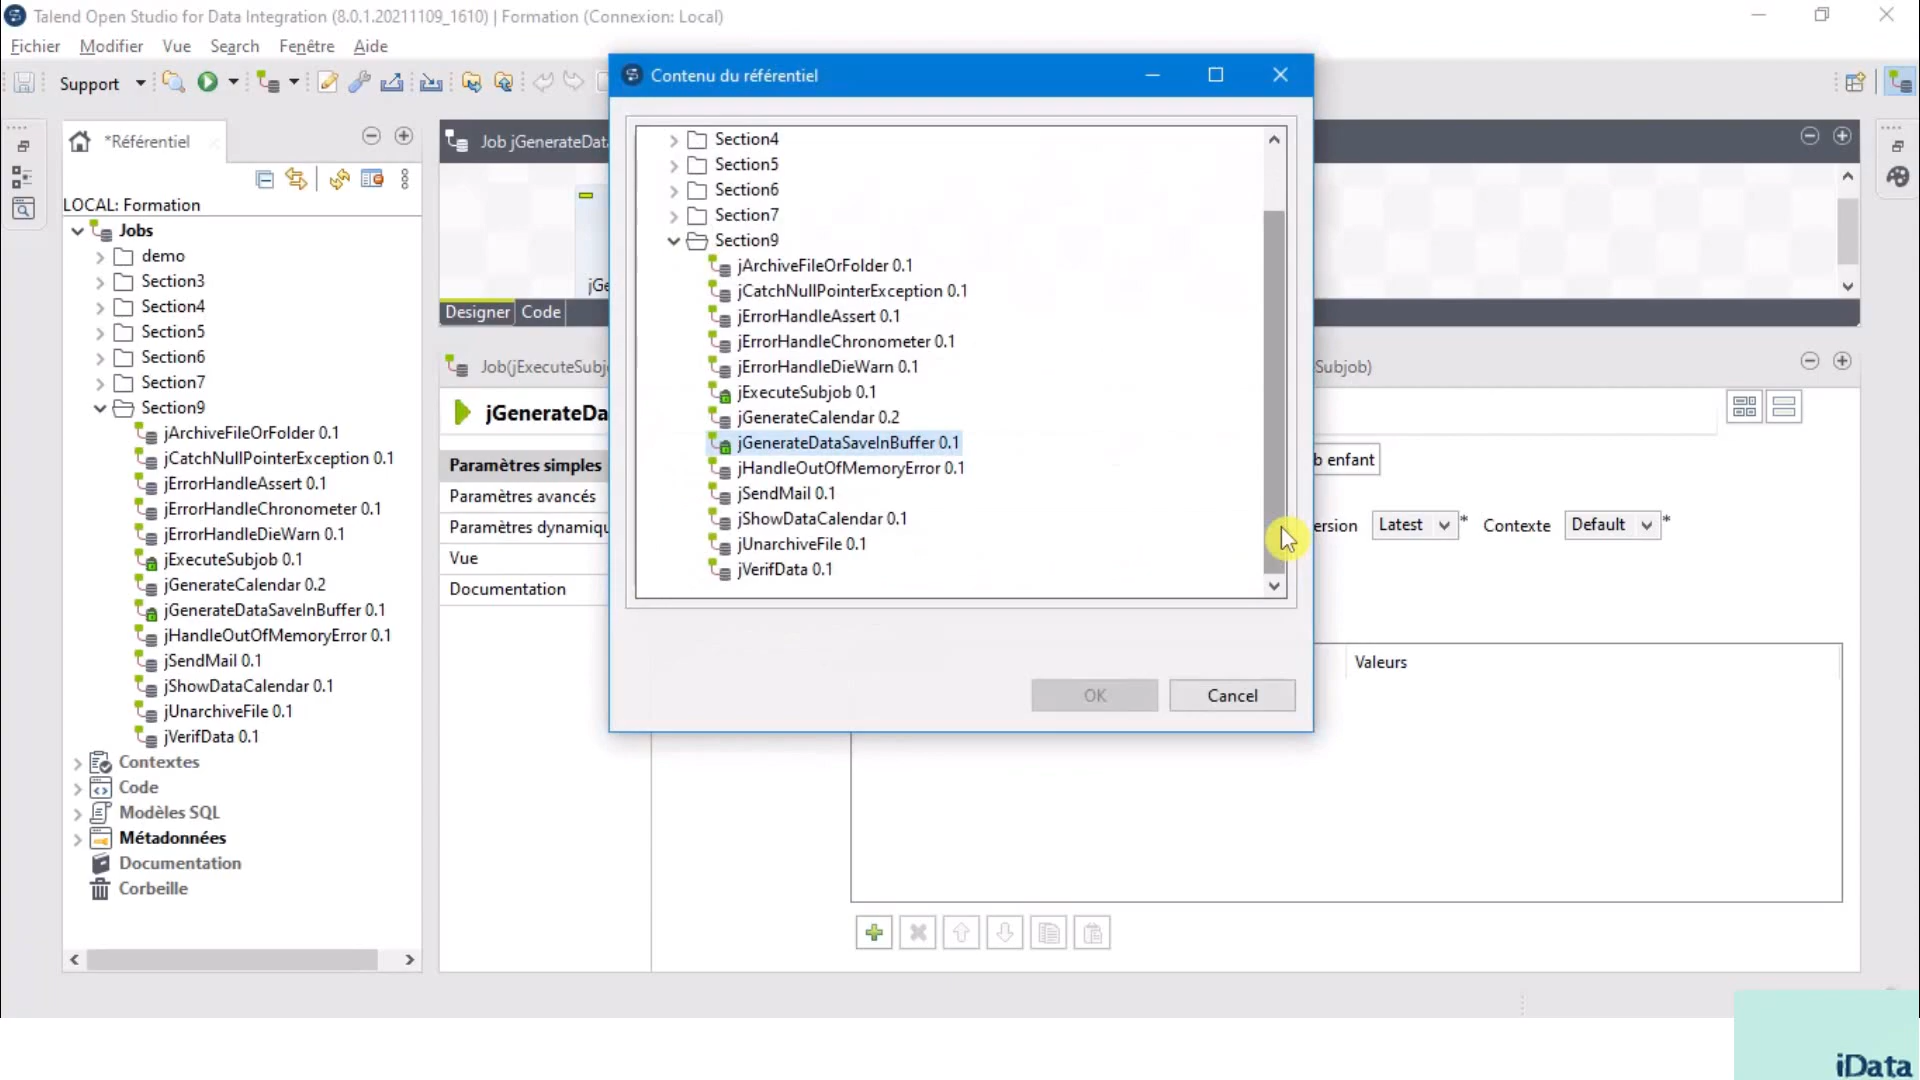 Talend Open Studio for Data Integration (8.0.1.20211109_1610) | Formation (Connexion: Local)
Fichier Modifier Vue Search Fenêtre Aide
Support
*Référentiel
LOCAL: Formation
Jobs
demo
Section3
Section4
Section5
Section6
Section7
Section9
jArchiveFileOrFolder 0.1
jCatchNullPointerException 0.1
jErrorHandleAssert 0.1
jErrorHandleChronometer 0.1
jErrorHandleDieWarn 0.1
jExecuteSubjob 0.1
jGenerateCalendar 0.2
jGenerateDataSaveInBuffer 0.1
jHandleOutOfMemoryError 0.1
jSendMail 0.1
jShowDataCalendar 0.1
jUnarchiveFile 0.1
jVerifData 0.1
Contextes
Code
Modèles SQL
Métadonnées
Documentation
Corbeille
Job jGenerateData
jGe
Designer Code
Job(jExecuteSubj
Subjob)
jGenerateDa
Paramètres simples
Paramètres avancés
Paramètres dynamiqu
Vue
Documentation
Contenu du référentiel
Section4
Section5
Section6
Section7
Section9
jArchiveFileOrFolder 0.1
jCatchNullPointerException 0.1
jErrorHandleAssert 0.1
jErrorHandleChronometer 0.1
jErrorHandleDieWarn 0.1
jExecuteSubjob 0.1
jGenerateCalendar 0.2
jGenerateDataSaveInBuffer 0.1
jHandleOutOfMemoryError 0.1
jSendMail 0.1
jShowDataCalendar 0.1
jUnarchiveFile 0.1
jVerifData 0.1
OK Cancel
b enfant
ersion Latest * Contexte Default *
Valeurs
iData